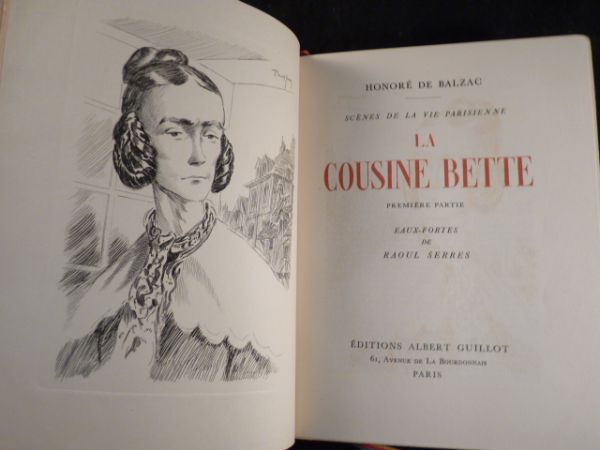 HONORÉ DE BALZAC
SCÈNES DE LA VIE PARISIENNE
LA
COUSINE BETTE
PREMIÈRE PARTIE
EAUX-FORTES
DE
RAOUL SERRES
ÉDITIONS ALBERT GUILLOT
61, AVENUE DE LA BOURDONNAIS
PARIS